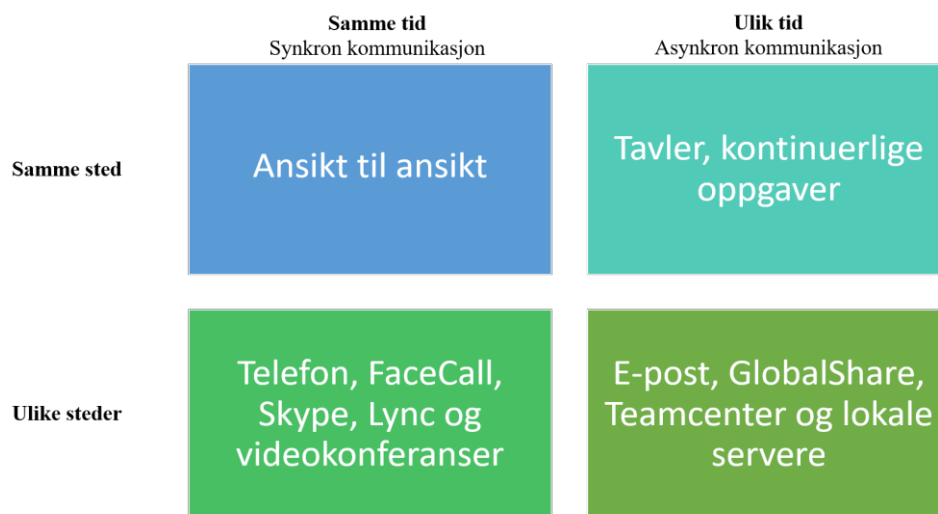 Samme tid
Synkron kommunikasjon
Ulik tid
Asynkron kommunikasjon
Samme sted
Ansikt til ansikt
Tavler, kontinuerlige
oppgaver
Ulike steder
Telefon, FaceCall,
Skype, Lync og
videokonferanser
E-post, GlobalShare,
Teamcenter og lokale
servere